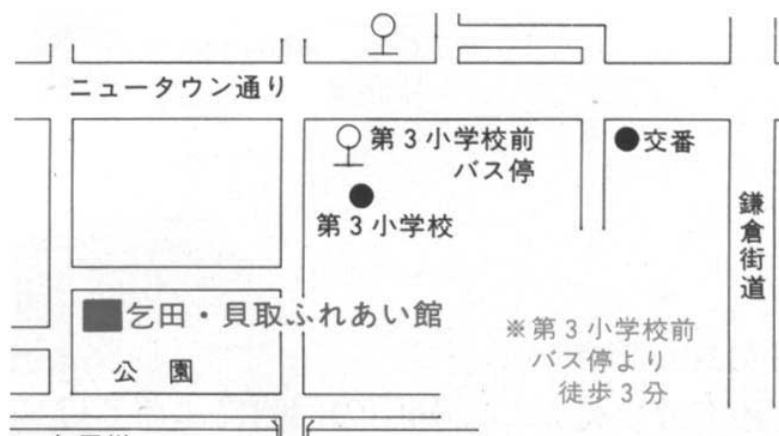 ニュータウン通り
第3小学校前
バス停
交番
第3小学校
鎌倉街道
乞田・貝取ふれあい館
※第3小学校前
バス停より
徒歩3分
公園